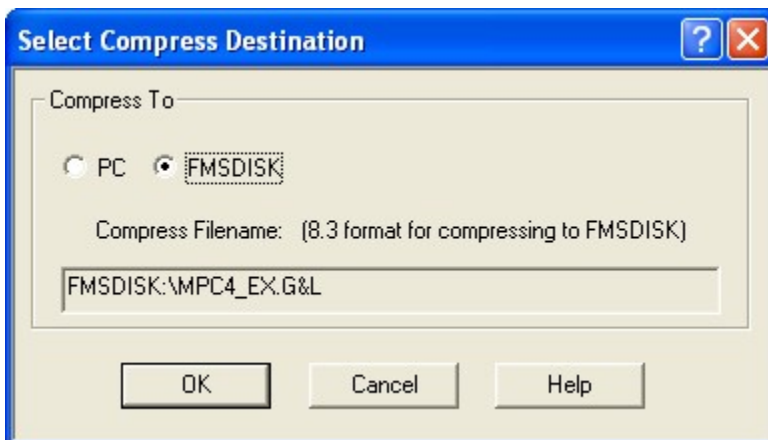 Select Compress Destination
Compress To
PC FMSDISK
Compress Filename: (8.3 format for compressing to FMSDISK)
FMSDISK:\MPC4_EX.G&L
OK Cancel Help